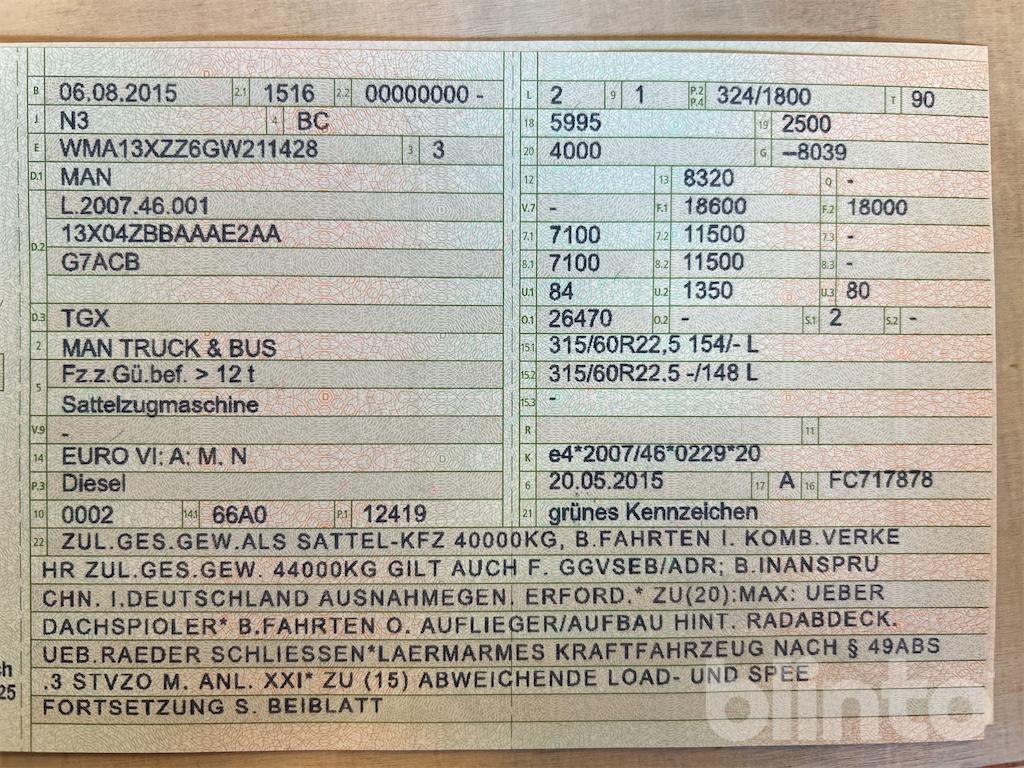 B 06.08.2015 2.1 1516 2.2 00000000 -
J N3 4 BC
E WMA13XZZ6GW211428 3 3
D.1 MAN
L.2007.46.001
D.2 13X04ZBBAAAE2AA
G7ACB
D.3 TGX
2 MAN TRUCK & BUS
5 Fz.z.Gü.bef. > 12 t
Sattelzugmaschine
V.9 -
14 EURO VI; A; M, N
P.3 Diesel
10 0002 14.1 66A0 P.1 12419
L 2 9 1 P.2 P.4 324/1800 T 90
18 5995 19 2500
20 4000 G –8039
12 13 8320 Q -
V.7 - F.1 18600 F.2 18000
7.1 7100 7.2 11500 7.3 -
8.1 7100 8.2 11500 8.3 -
U.1 84 U.2 1350 U.3 80
O.1 26470 O.2 - S.1 2 S.2 -
15.1 315/60R22,5 154/- L
15.2 315/60R22.5 -/148 L
15.3 -
R 11
K e4*2007/46*0229*20
6 20.05.2015 17 A 16 FC717878
21 grünes Kennzeichen
22 ZUL.GES.GEW.ALS SATTEL-KFZ 40000KG, B.FAHRTEN I. KOMB.VERKE
HR ZUL.GES.GEW. 44000KG GILT AUCH F. GGVSEB/ADR; B.INANSPRU
CHN. I.DEUTSCHLAND AUSNAHMEGEN. ERFORD.* ZU(20):MAX: UEBER
DACHSPIOLER* B.FAHRTEN O. AUFLIEGER/AUFBAU HINT. RADABDECK.
UEB.RAEDER SCHLIESSEN*LAERMARMES KRAFTFAHRZEUG NACH § 49ABS
.3 STVZO M. ANL. XXI* ZU (15) ABWEICHENDE LOAD- UND SPEE
FORTSETZUNG S. BEIBLATT
ch
25
blinto